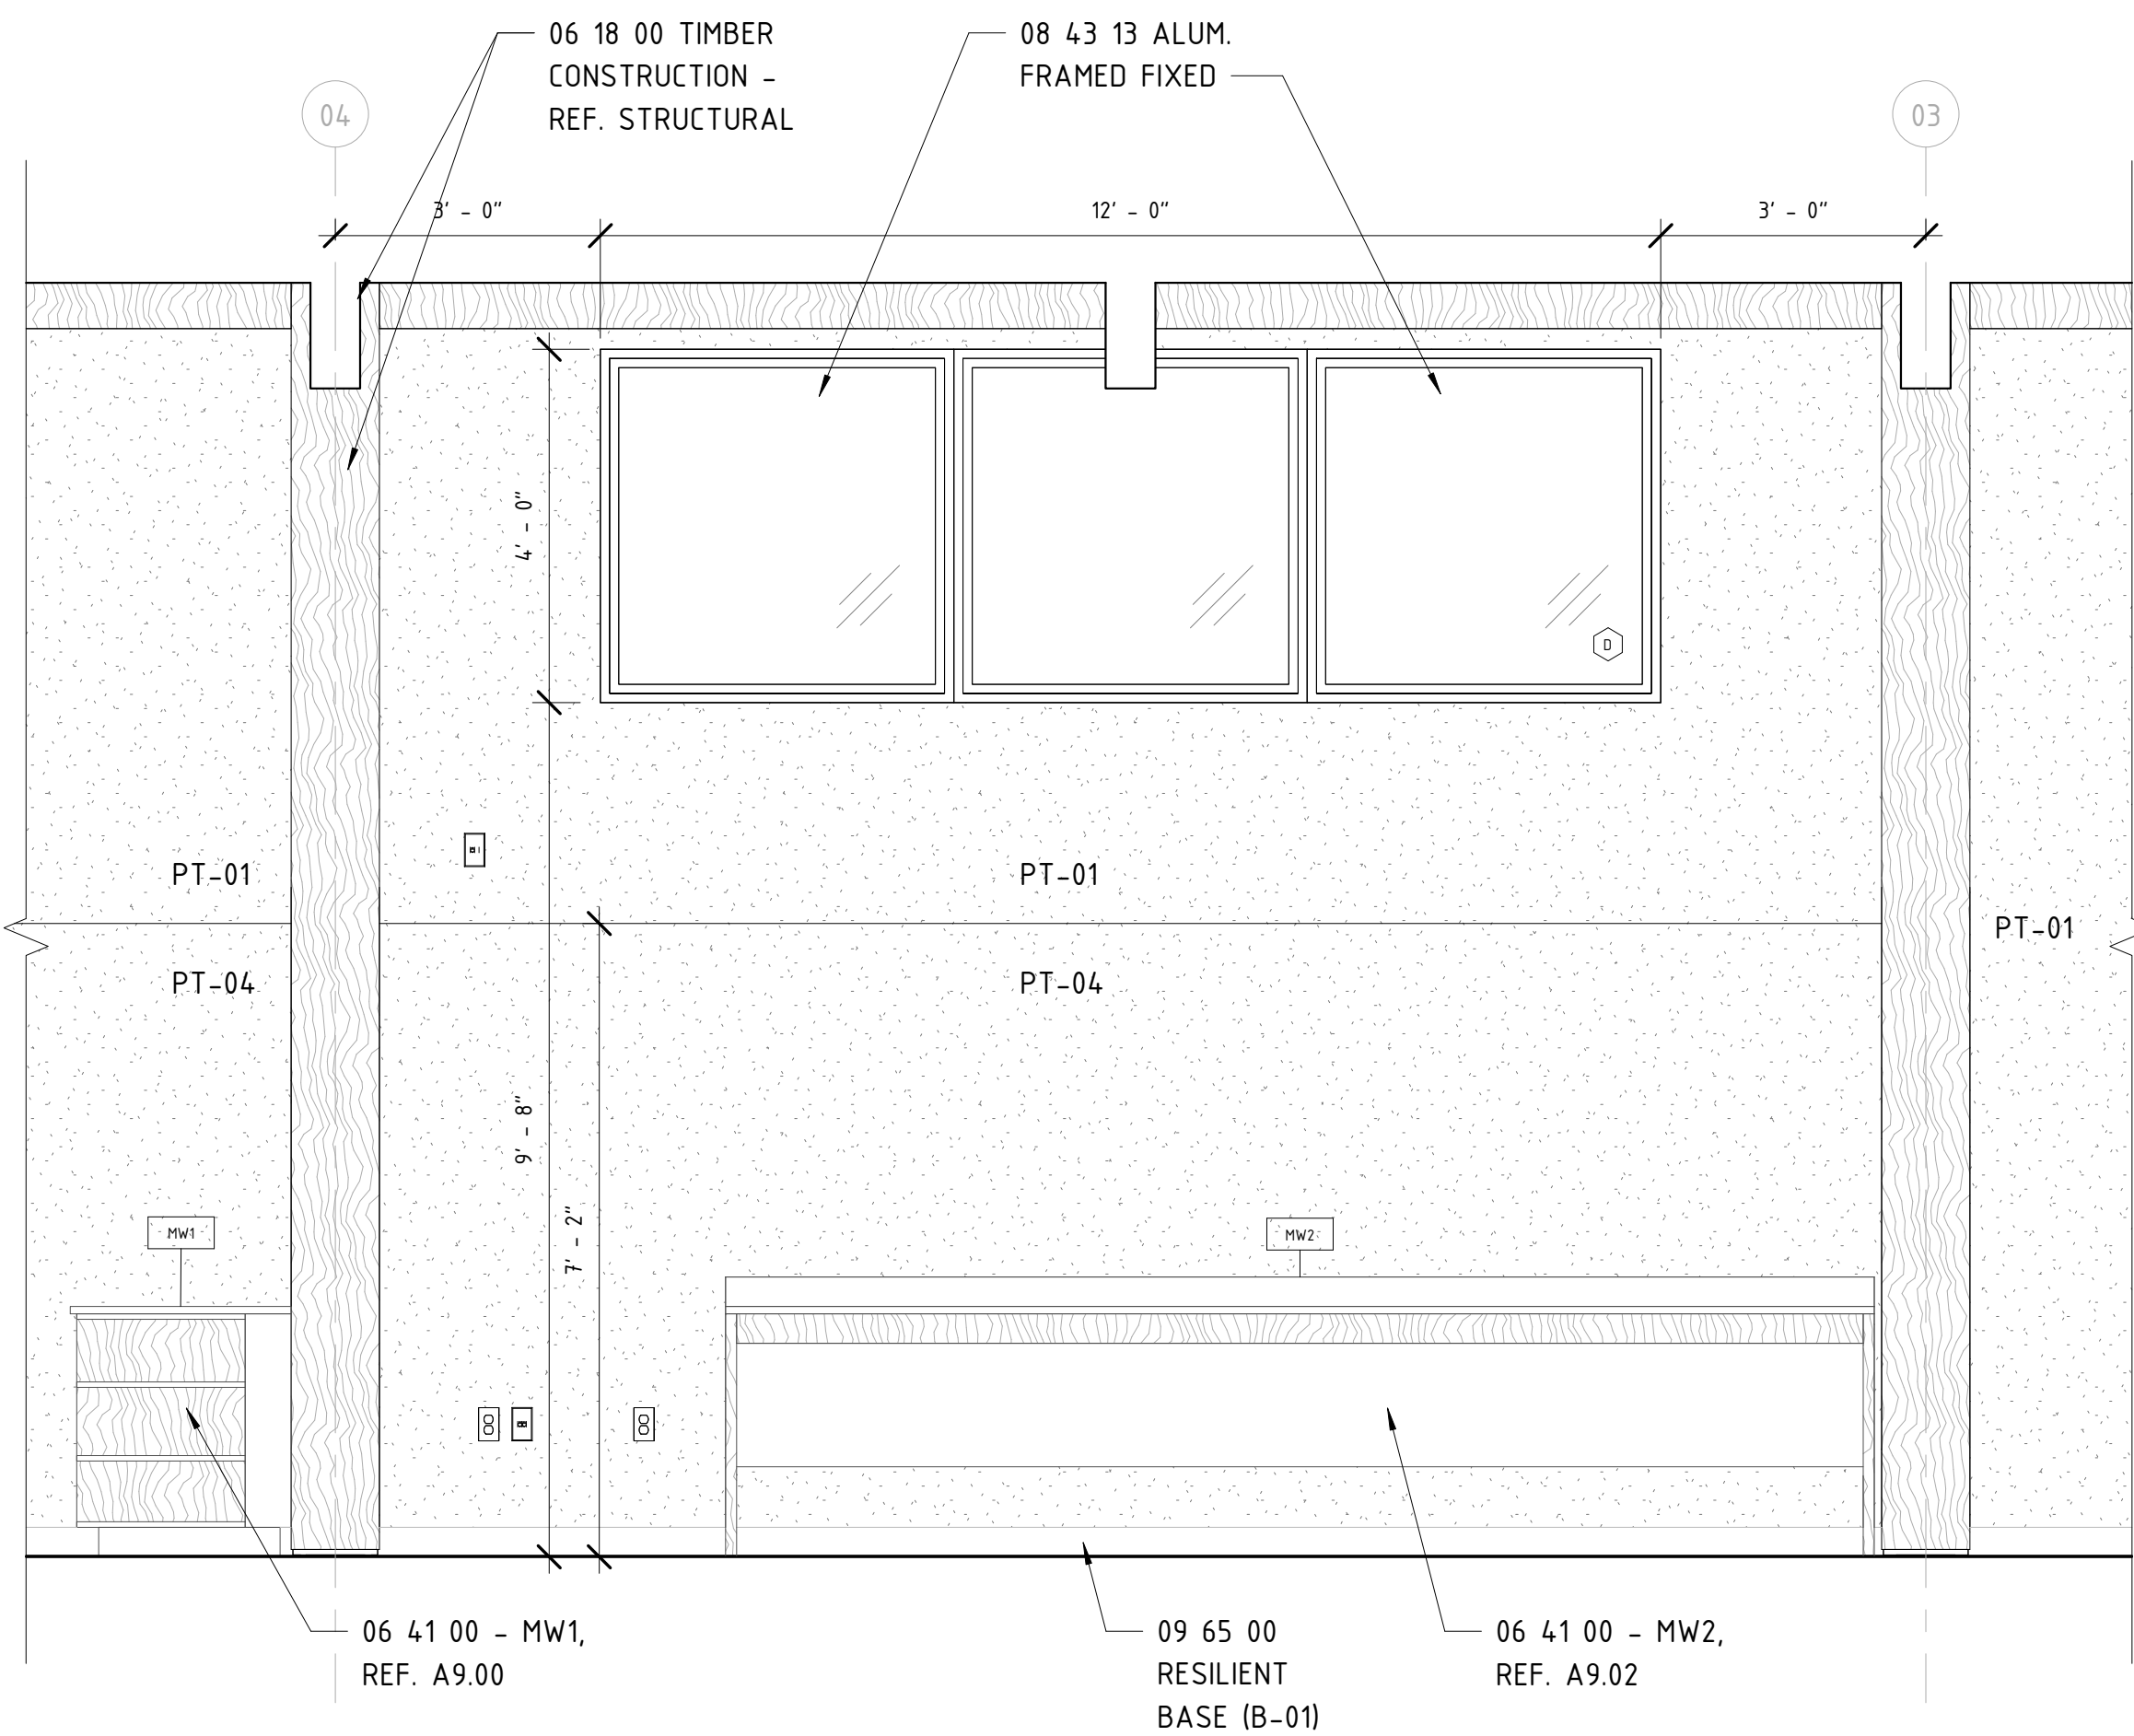 06 18 00 TIMBER
CONSTRUCTION -
REF. STRUCTURAL
08 43 13 ALUM.
FRAMED FIXED
04
03
3' - 0"
12' - 0"
3' - 0"
4' - 0"
D
PT-01
PT-01
PT-01
PT-04
PT-04
9' - 8"
7' - 2"
MW1
MW2
06 41 00 - MW1,
REF. A9.00
09 65 00
RESILIENT
BASE (B-01)
06 41 00 - MW2,
REF. A9.02